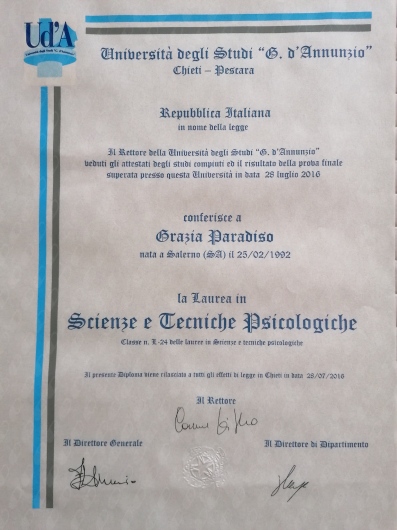 Ud'A
Università degli Studi "G. d'Annunzio"
Chieti – Pescara
Repubblica Italiana
in nome della legge
Il Rettore della Università degli Studi "G. d'Annunzio"
veduti gli attestati degli studi compiuti ed il risultato della prova finale
superata presso questa Università in data 28 luglio 2016
conferisce a
Grazia Paradiso
nata a Salerno (SA) il 25/02/1992
la Laurea in
Scienze e Tecniche Psicologiche
Classe n. L-24 delle lauree in Scienze e tecniche psicologiche
Il presente Diploma viene rilasciato a tutti gli effetti di legge in Chieti in data 28/07/2016
Il Rettore
Il Direttore Generale
Il Direttore di Dipartimento